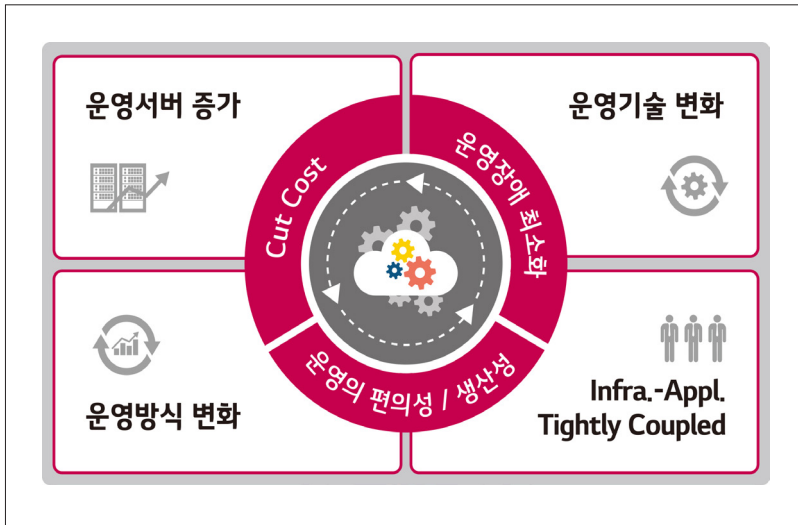 운영서버 증가
운영기술 변화
Cut Cost
운영장애 최소화
운영의 편의성 / 생산성
운영방식 변화
Infra.-Appl.
Tightly Coupled